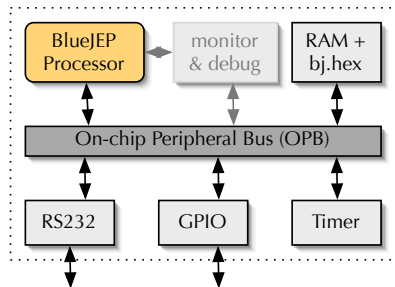 BlueJEP
Processor
monitor
& debug
RAM +
bj.hex
On-chip Peripheral Bus (OPB)
RS232
GPIO
Timer